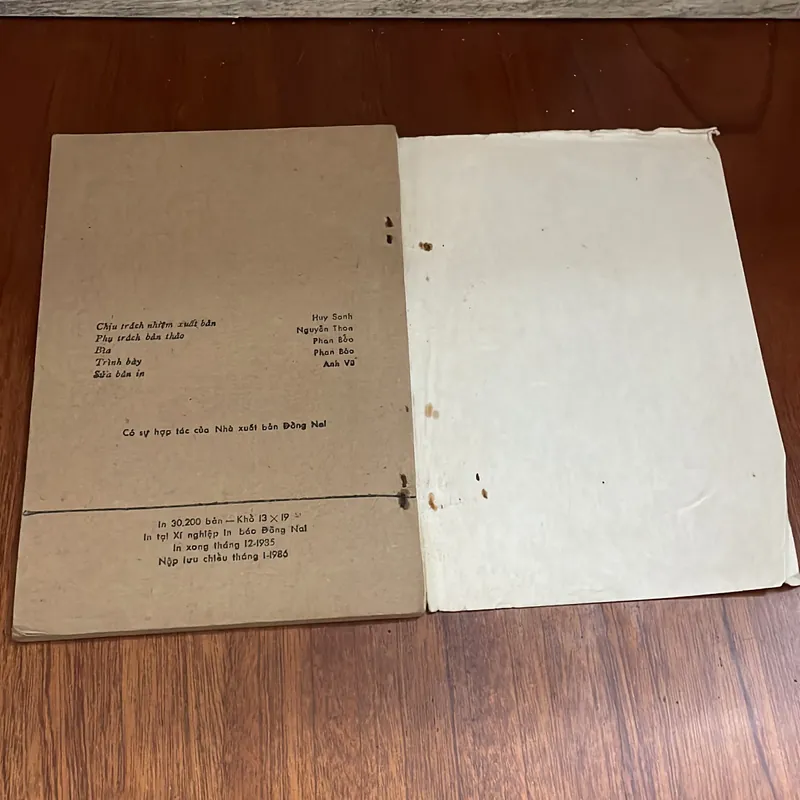 Chịu trách nhiệm xuất bản Huy Sanh
Phụ trách bản thảo Nguyễn Thon
Bìa Phan Bảo
Trình bày Phan Bảo
Sửa bản in Anh Vũ
Có sự hợp tác của Nhà xuất bản Đồng Nai
In 30,200 bản — Khổ 13 × 19
In tại Xí nghiệp In báo Đồng Nai
In xong tháng 12-1985
Nộp lưu chiểu tháng 1-1986